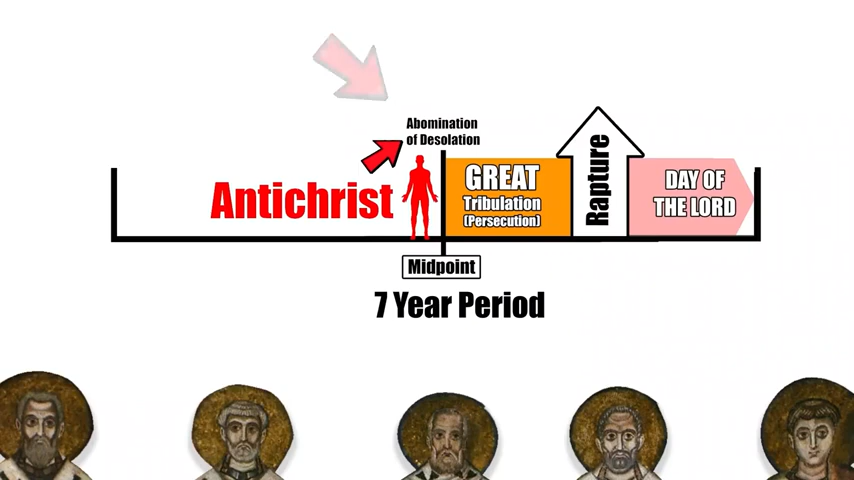 Abomination
of Desolation
Antichrist
GREAT
Tribulation
(Persecution)
Rapture
DAY OF
THE LORD
Midpoint
7 Year Period